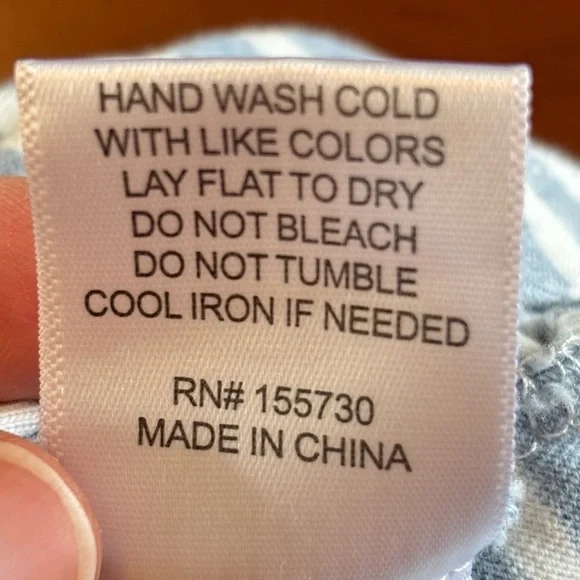 HAND WASH COLD
WITH LIKE COLORS
LAY FLAT TO DRY
DO NOT BLEACH
DO NOT TUMBLE
COOL IRON IF NEEDED
RN# 155730
MADE IN CHINA